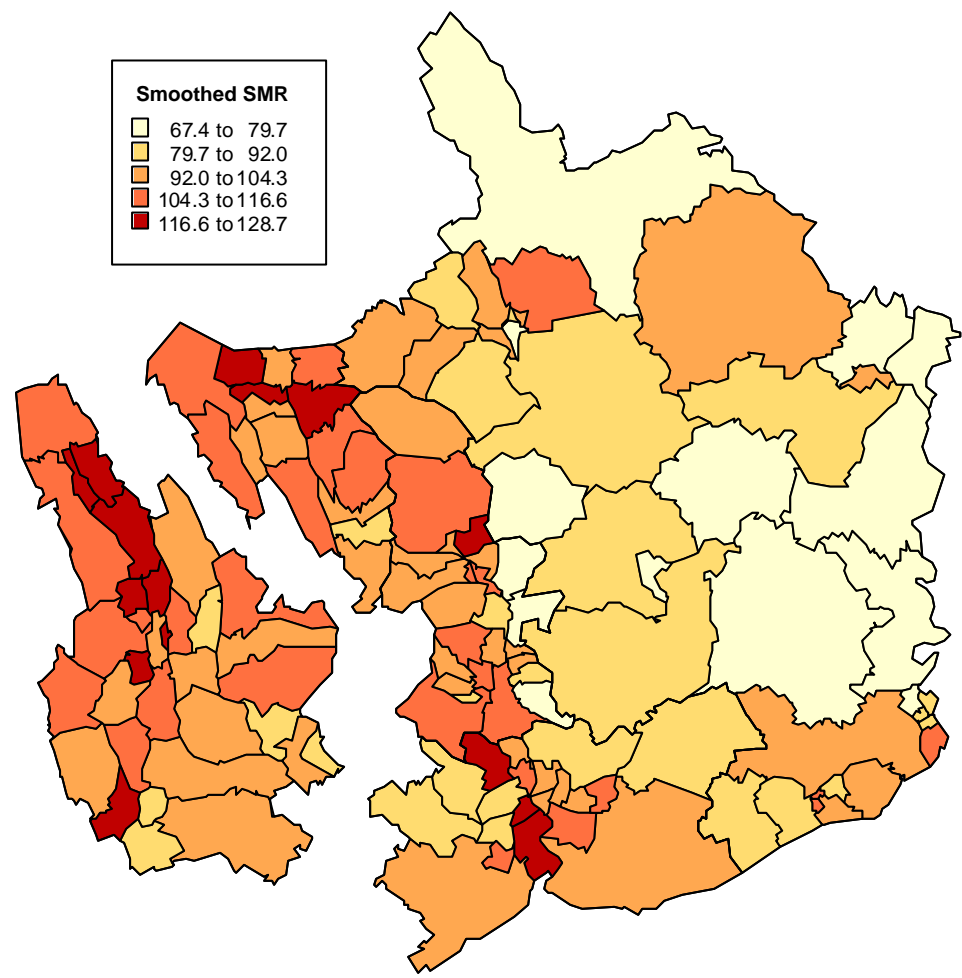 Smoothed SMR
67.4 to 79.7
79.7 to 92.0
92.0 to 104.3
104.3 to 116.6
116.6 to 128.7